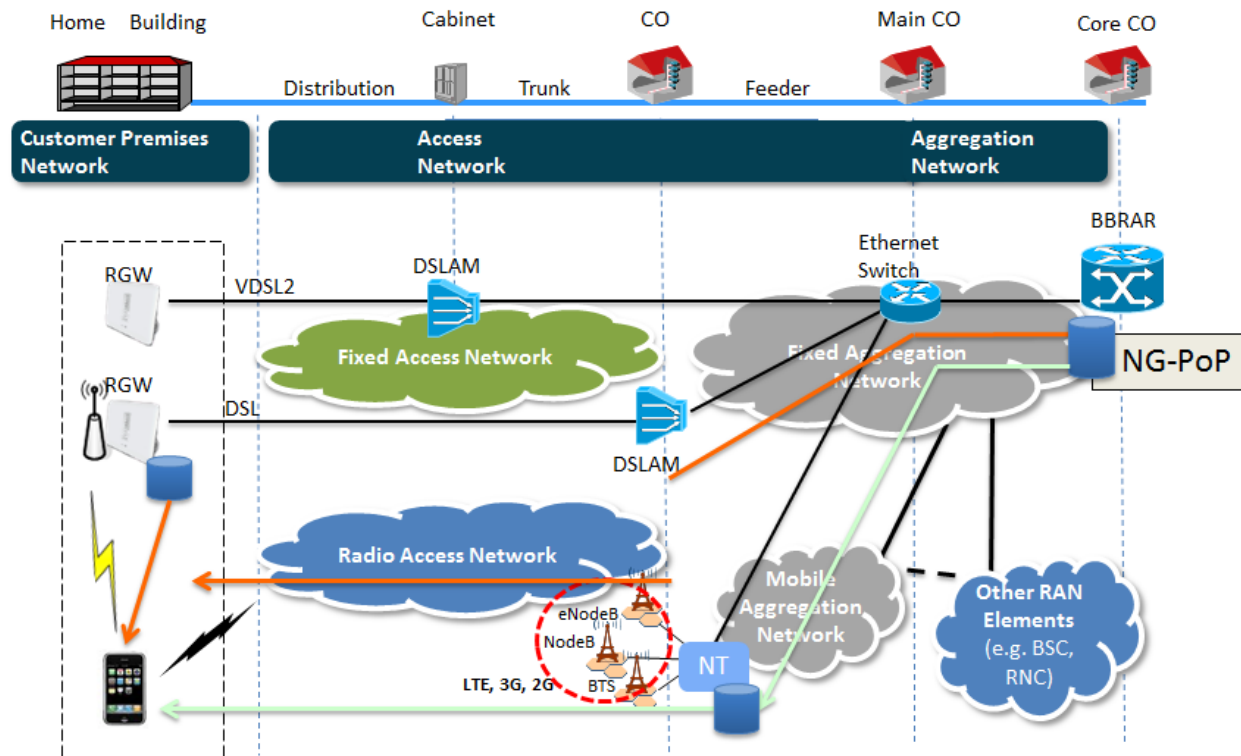 Home
Building
Cabinet
CO
Main CO
Core CO
Distribution
Trunk
Feeder
Customer Premises
Network
Access
Network
Aggregation
Network
RGW
VDSL2
DSLAM
Ethernet
Switch
BBRAR
Fixed Access Network
Fixed Aggregation
Network
NG-PoP
RGW
DSL
DSLAM
Radio Access Network
Mobile
Aggregation
Network
Other RAN
Elements
(e.g. BSC,
RNC)
eNodeB
NodeB
BTS
NT
LTE, 3G, 2G